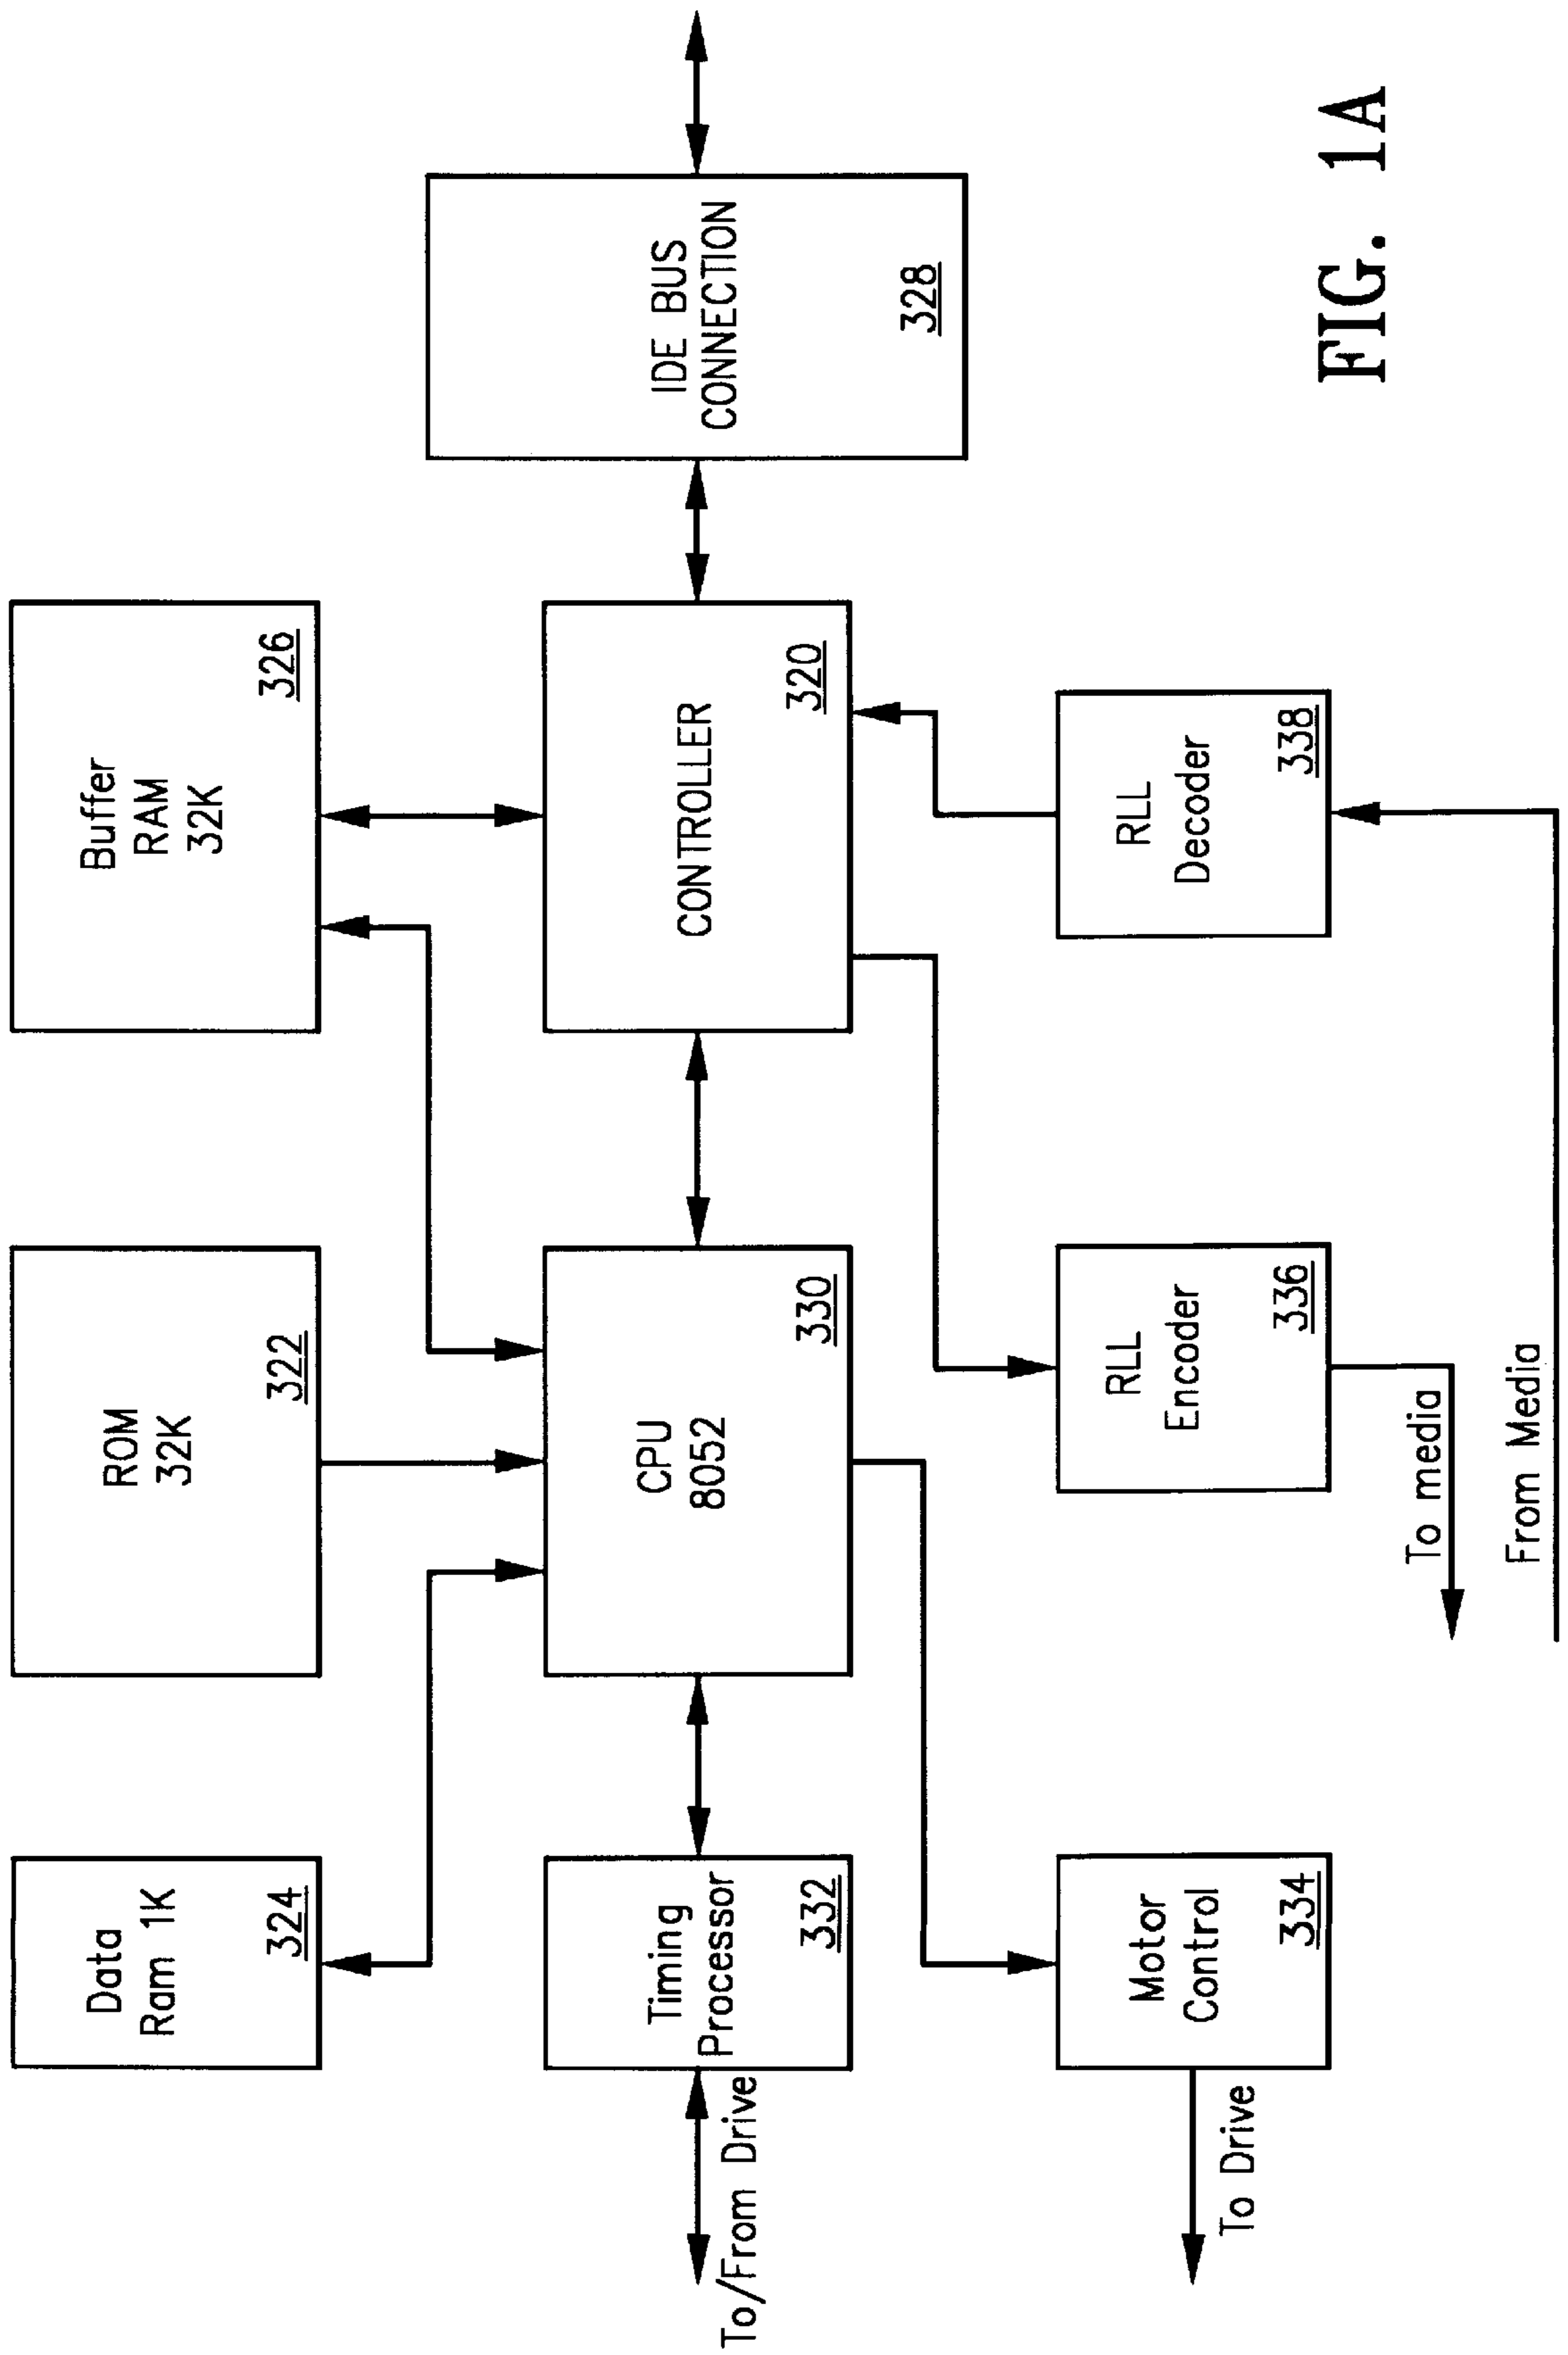 Data
Ram 1K
324
ROM
32K
322
Buffer
RAM
32K
326
Timing
Processor
332
CPU
8052
330
CONTROLLER
320
IDE BUS
CONNECTION
328
To/From Drive
Motor
Control
334
RLL
Encoder
336
RLL
Decoder
338
To Drive
To media
From Media
FIG. 1A